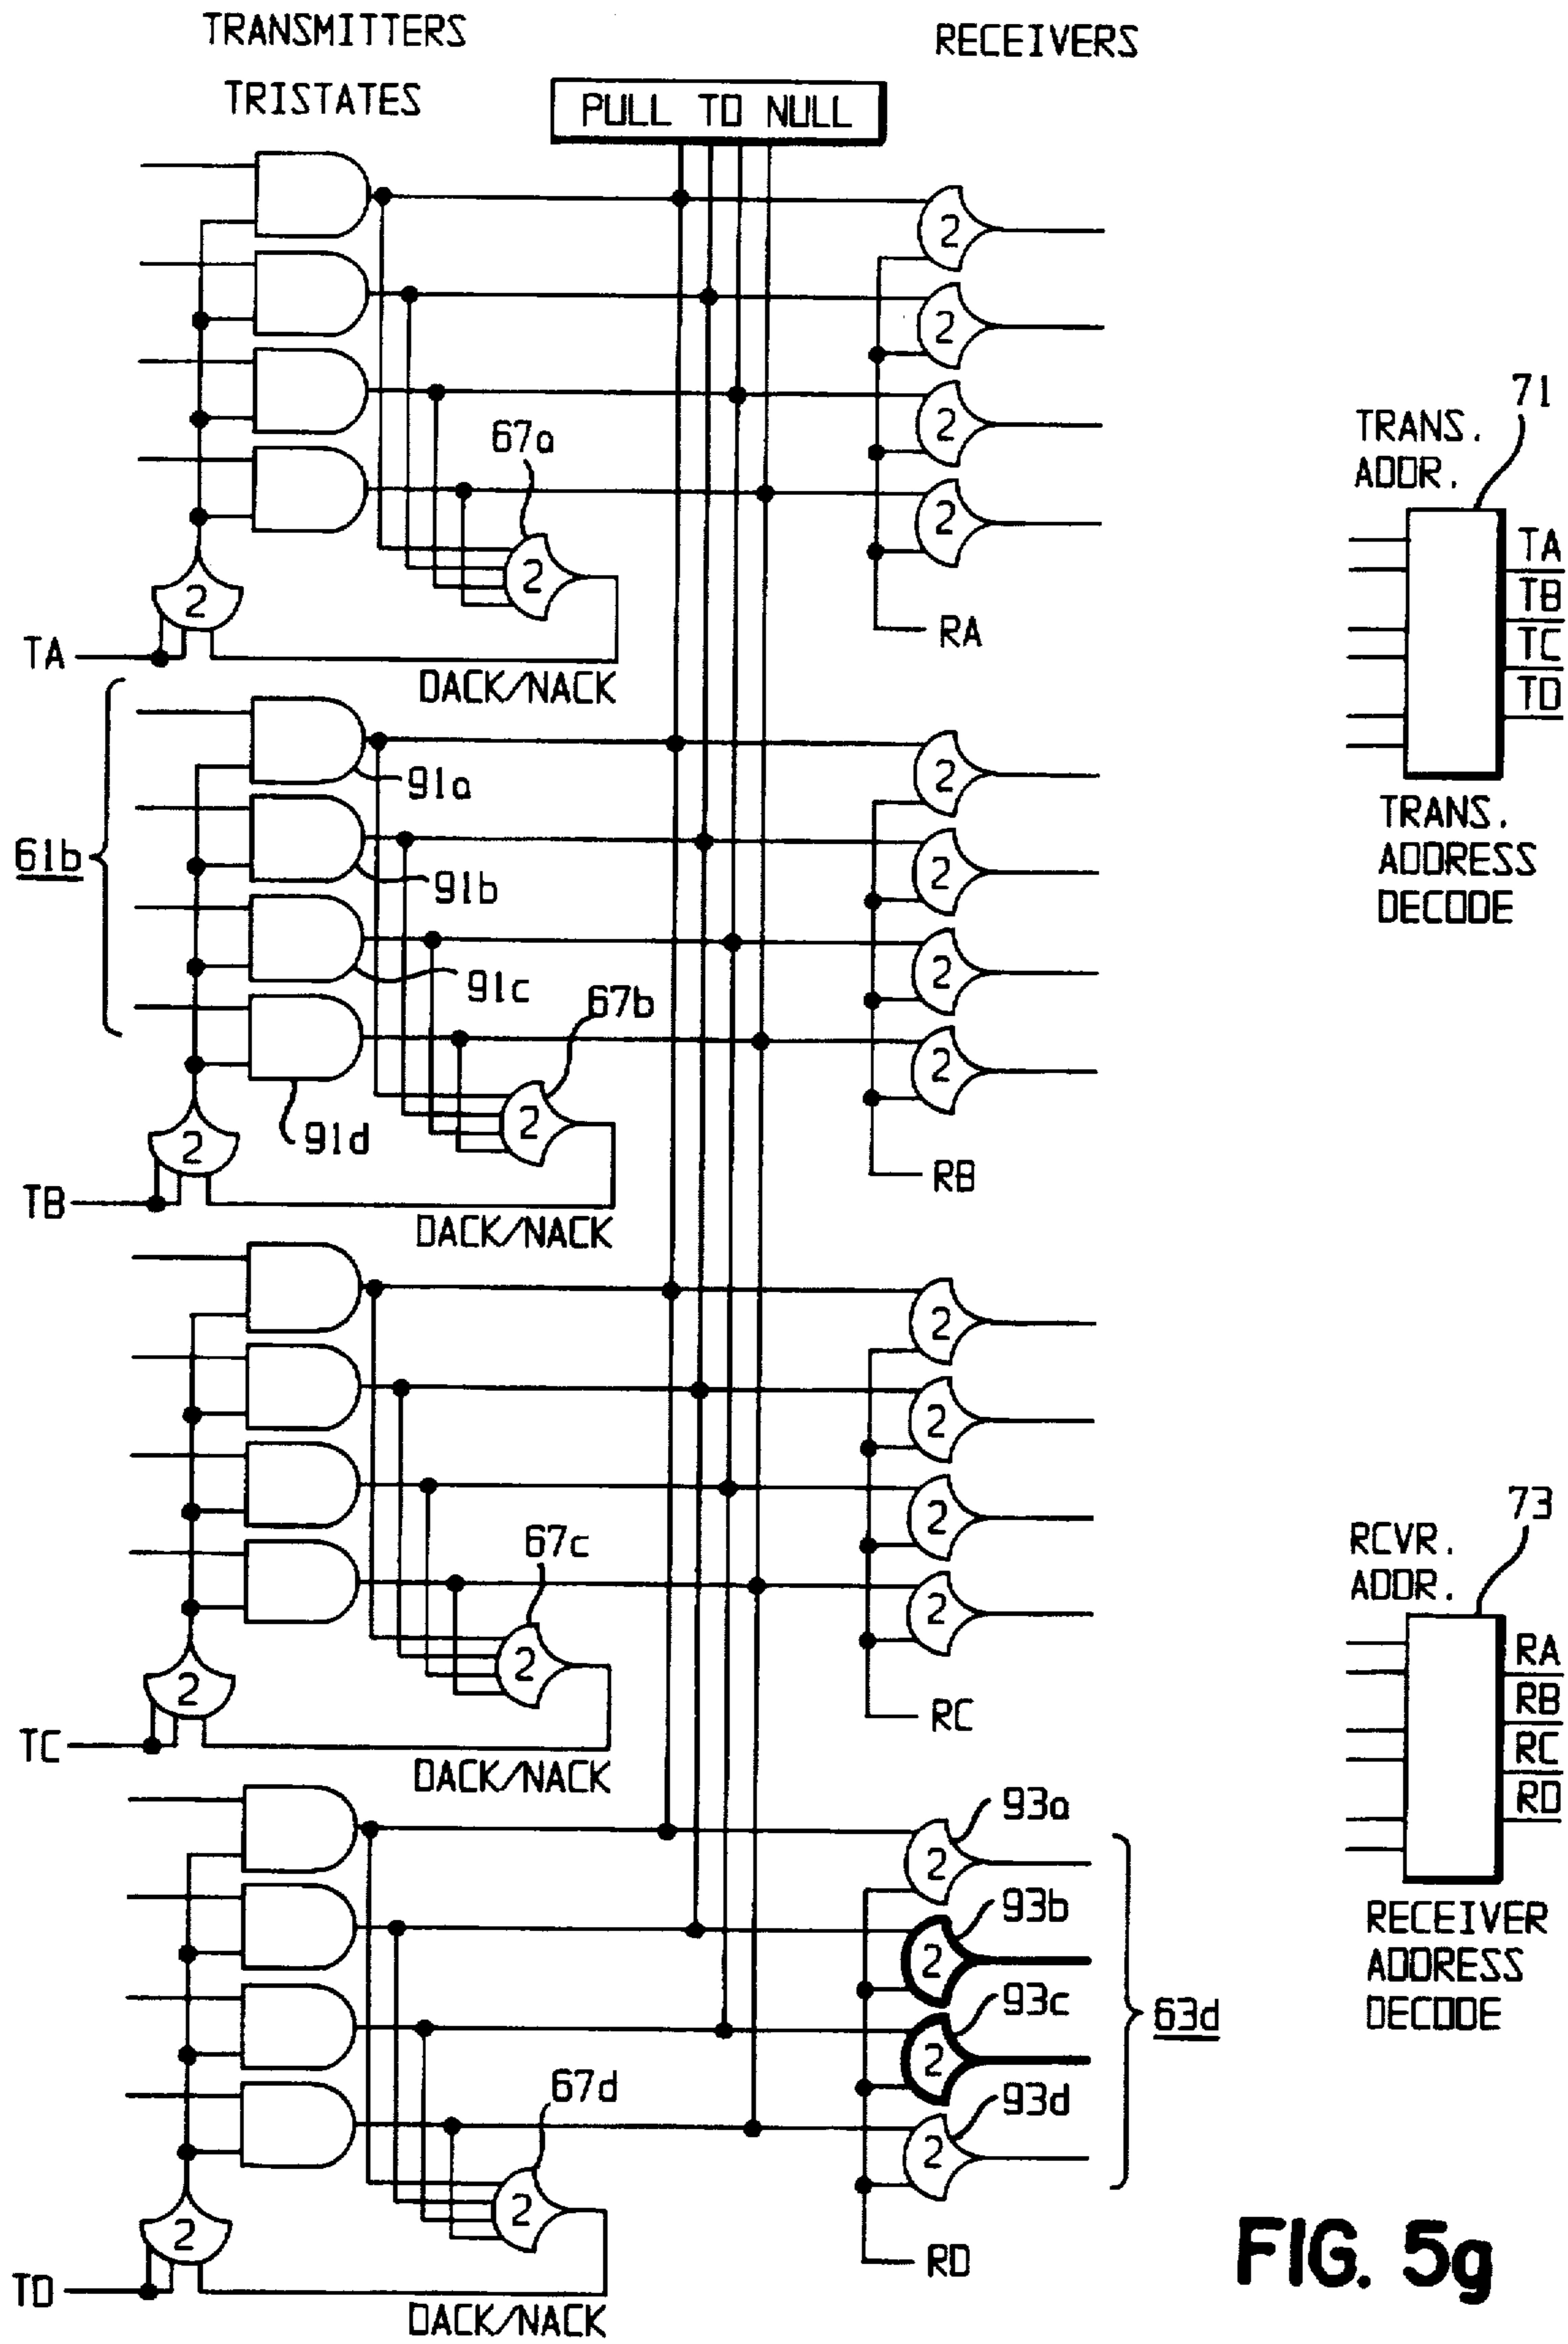 TRANSMITTERS
TRISTATES
RECEIVERS
PULL TO NULL
2
2
2
2
67a
2
2
TA
DACK/NACK
RA
71
TRANS.
ADDR.
TA
TB
TC
TD
TRANS.
ADDRESS
DECODE
61b
91a
91b
91c
91d
67b
2
2
2
2
2
2
TB
DACK/NACK
RB
67c
2
2
2
2
2
2
TC
DACK/NACK
RC
73
RCVR.
ADDR.
RA
RB
RC
RD
RECEIVER
ADDRESS
DECODE
93a
2
93b
2
93c
2
93d
2
63d
67d
2
2
TD
DACK/NACK
RD
FIG. 5g